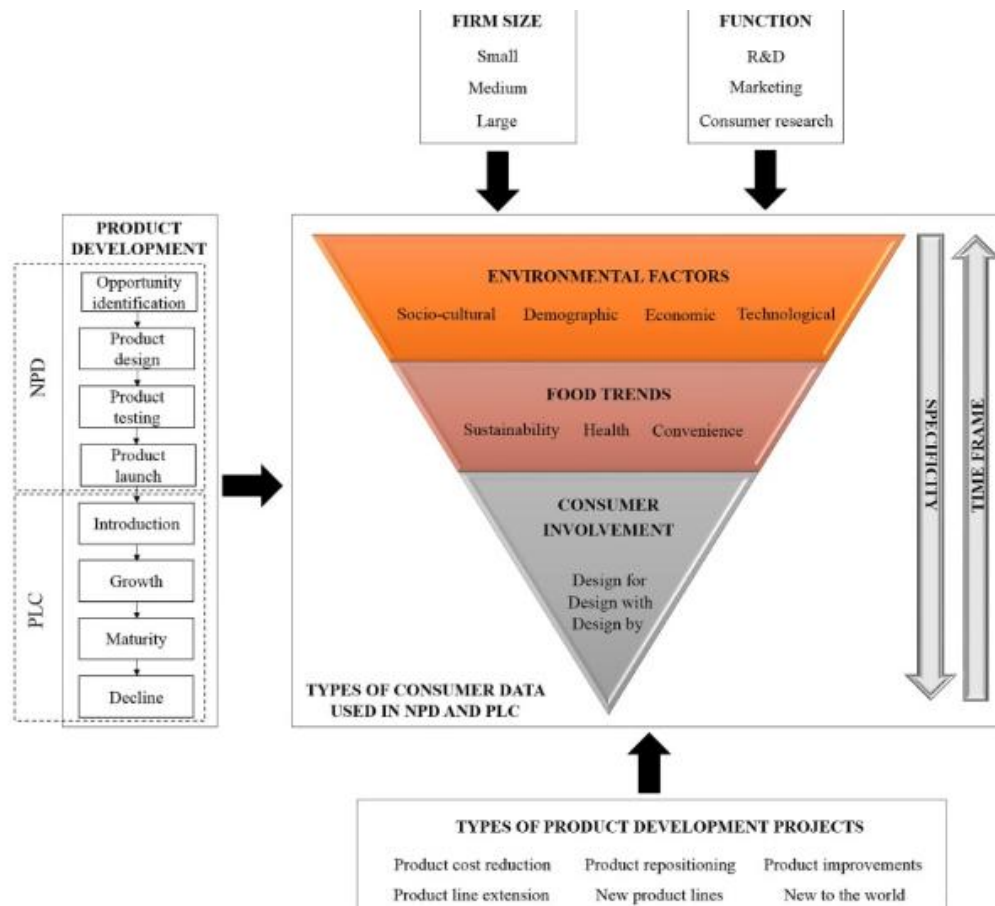 FIRM SIZE
Small
Medium
Large
FUNCTION
R&D
Marketing
Consumer research
PRODUCT
DEVELOPMENT
NPD
Opportunity
identification
Product
design
Product
testing
Product
launch
PLC
Introduction
Growth
Maturity
Decline
ENVIRONMENTAL FACTORS
Socio-cultural Demographic Economic Technological
FOOD TRENDS
Sustainability Health Convenience
CONSUMER
INVOLVEMENT
Design for
Design with
Design by
TYPES OF CONSUMER DATA
USED IN NPD AND PLC
SPECIFICITY
TIME FRAME
TYPES OF PRODUCT DEVELOPMENT PROJECTS
Product cost reduction Product repositioning Product improvements
Product line extension New product lines New to the world